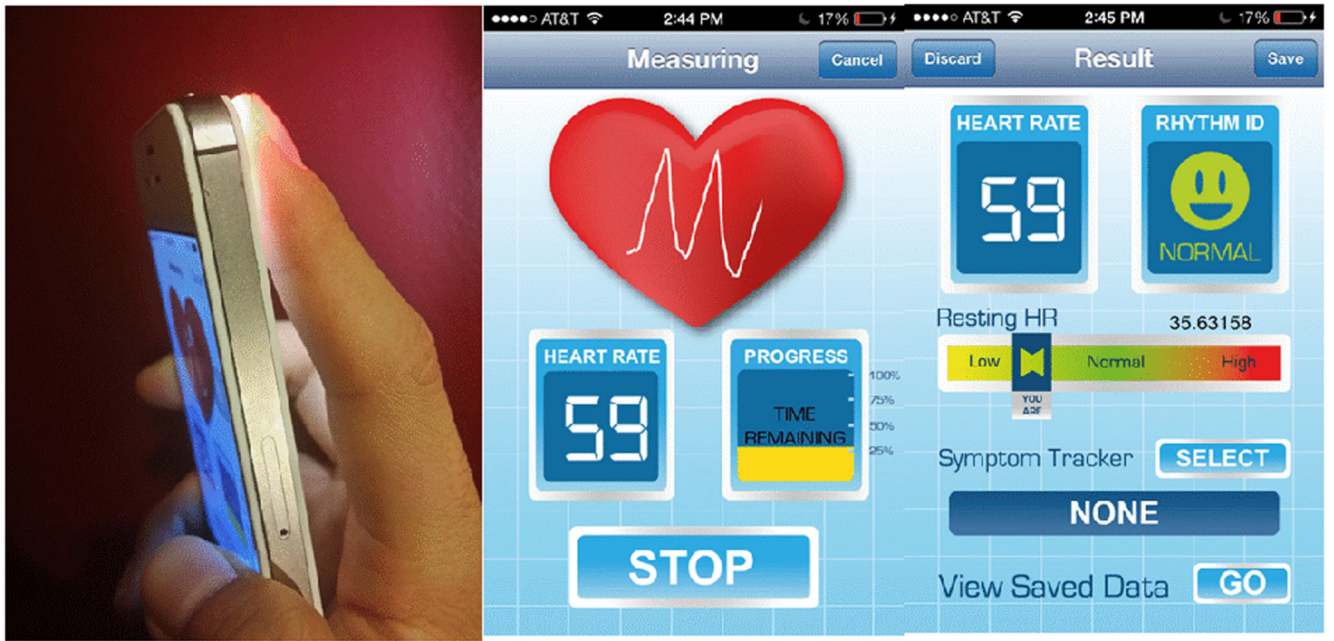 AT&T 2:44 PM 17%
Measuring Cancel
HEART RATE PROGRESS
59
100%
75%
TIME 50%
REMAINING
25%
STOP
AT&T 2:45 PM 17%
Discard Result Save
HEART RATE RHYTHM ID
59
NORMAL
Resting HR 35.63158
Low Normal High
YOU
ARE
Symptom Tracker SELECT
NONE
View Saved Data GO